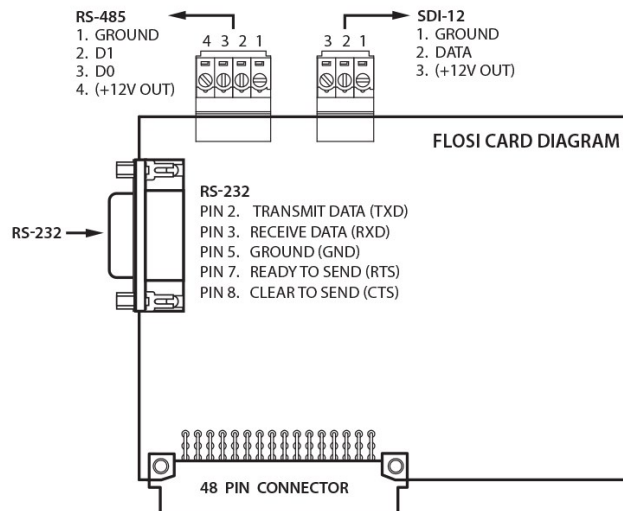 RS-485
1. GROUND
2. D1
3. D0
4. (+12V OUT)
4 3 2 1
3 2 1
SDI-12
1. GROUND
2. DATA
3. (+12V OUT)
FLOSI CARD DIAGRAM
RS-232
RS-232
PIN 2. TRANSMIT DATA (TXD)
PIN 3. RECEIVE DATA (RXD)
PIN 5. GROUND (GND)
PIN 7. READY TO SEND (RTS)
PIN 8. CLEAR TO SEND (CTS)
48 PIN CONNECTOR